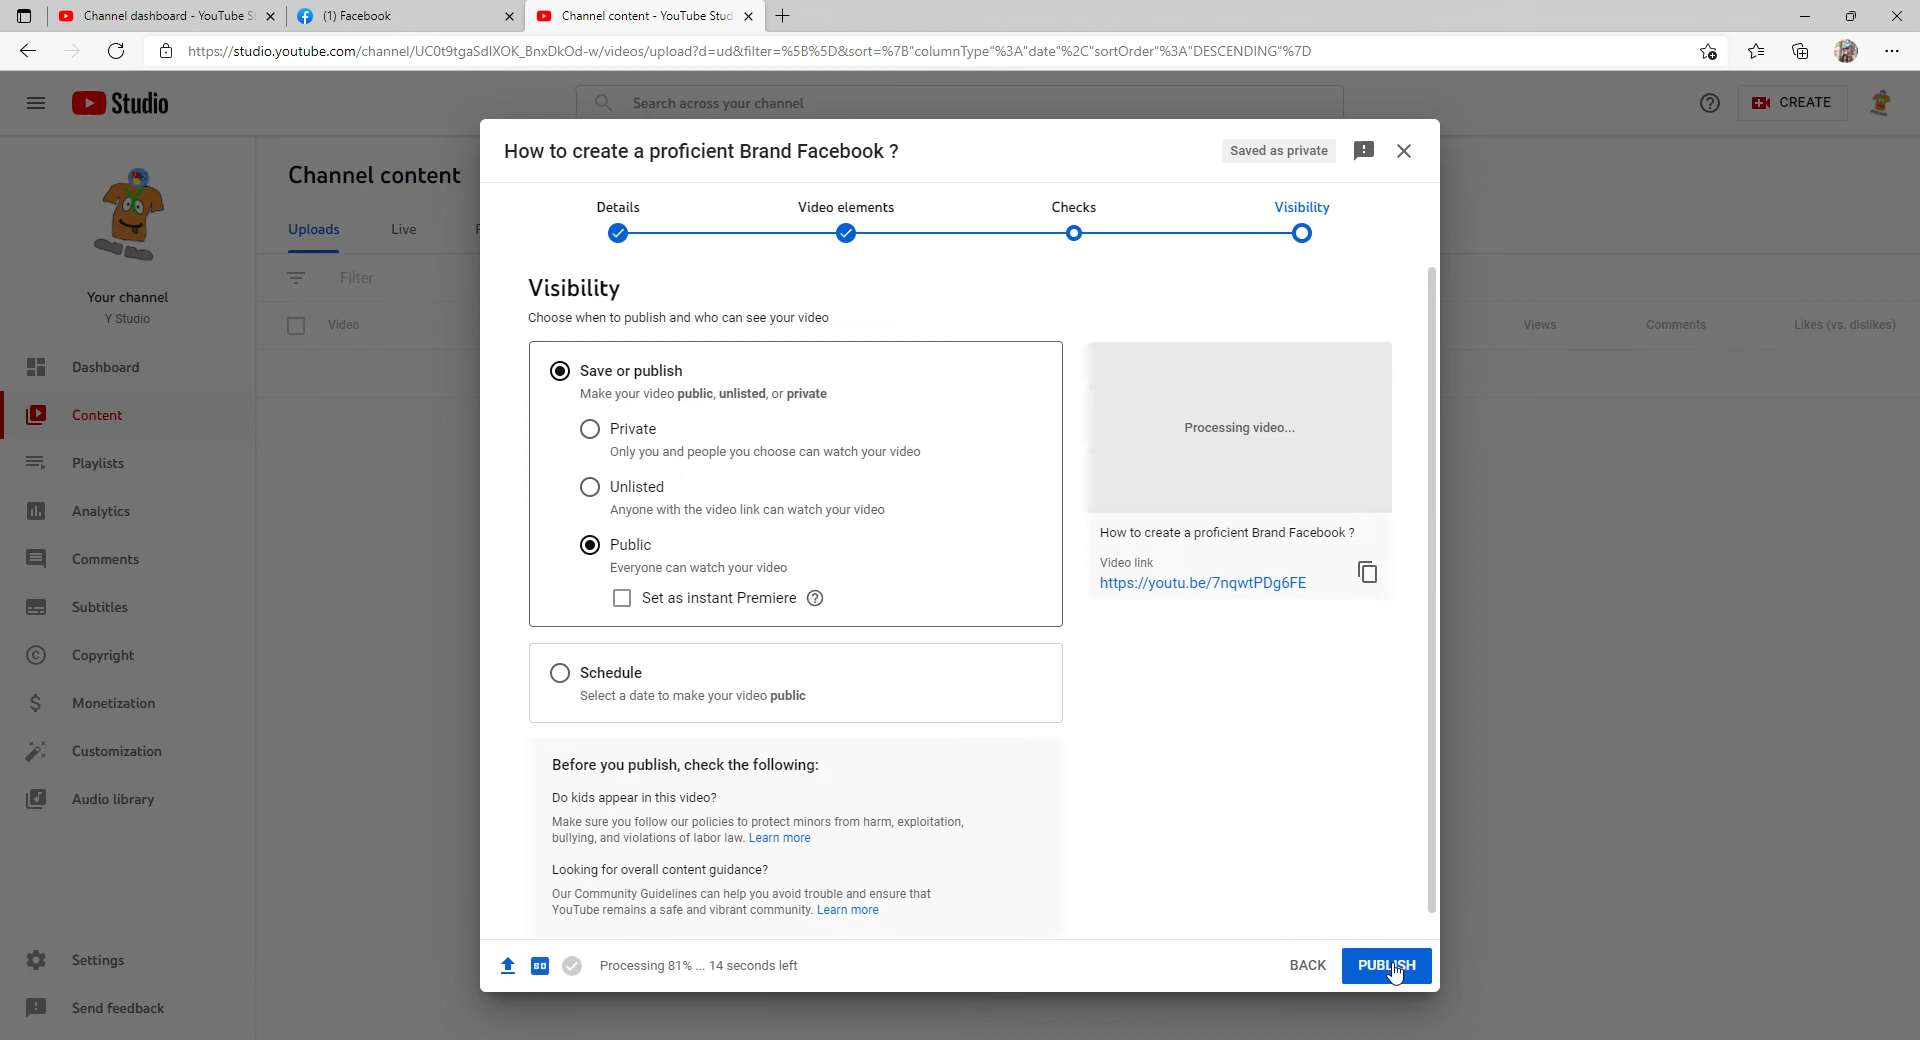 Channel dashboard - YouTube S
(1) Facebook
Channel content - YouTube Stud
https://studio.youtube.com/channel/UC0t9tgaSdIXOK_BnxDkOd-w/videos/upload?d=ud&filter=%5B%5D&sort=%7B"columnType"%3A"date"%2C"sortOrder"%3A"DESCENDING"%7D
Studio
Search across your channel
CREATE
How to create a proficient Brand Facebook ?
Saved as private
Details
Video elements
Checks
Visibility
Channel content
Uploads
Live
Filter
Video
Views
Comments
Likes (vs. dislikes)
Your channel
Y Studio
Dashboard
Content
Playlists
Analytics
Comments
Subtitles
Copyright
Monetization
Customization
Audio library
Settings
Send feedback
Visibility
Choose when to publish and who can see your video
Save or publish
Make your video public, unlisted, or private
Private
Only you and people you choose can watch your video
Unlisted
Anyone with the video link can watch your video
Public
Everyone can watch your video
Set as instant Premiere
Schedule
Select a date to make your video public
Before you publish, check the following:
Do kids appear in this video?
Make sure you follow our policies to protect minors from harm, exploitation,
bullying, and violations of labor law. Learn more
Looking for overall content guidance?
Our Community Guidelines can help you avoid trouble and ensure that
YouTube remains a safe and vibrant community. Learn more
Processing video...
How to create a proficient Brand Facebook ?
Video link
https://youtu.be/7nqwtPDg6FE
Processing 81% ... 14 seconds left
BACK
PUBLISH